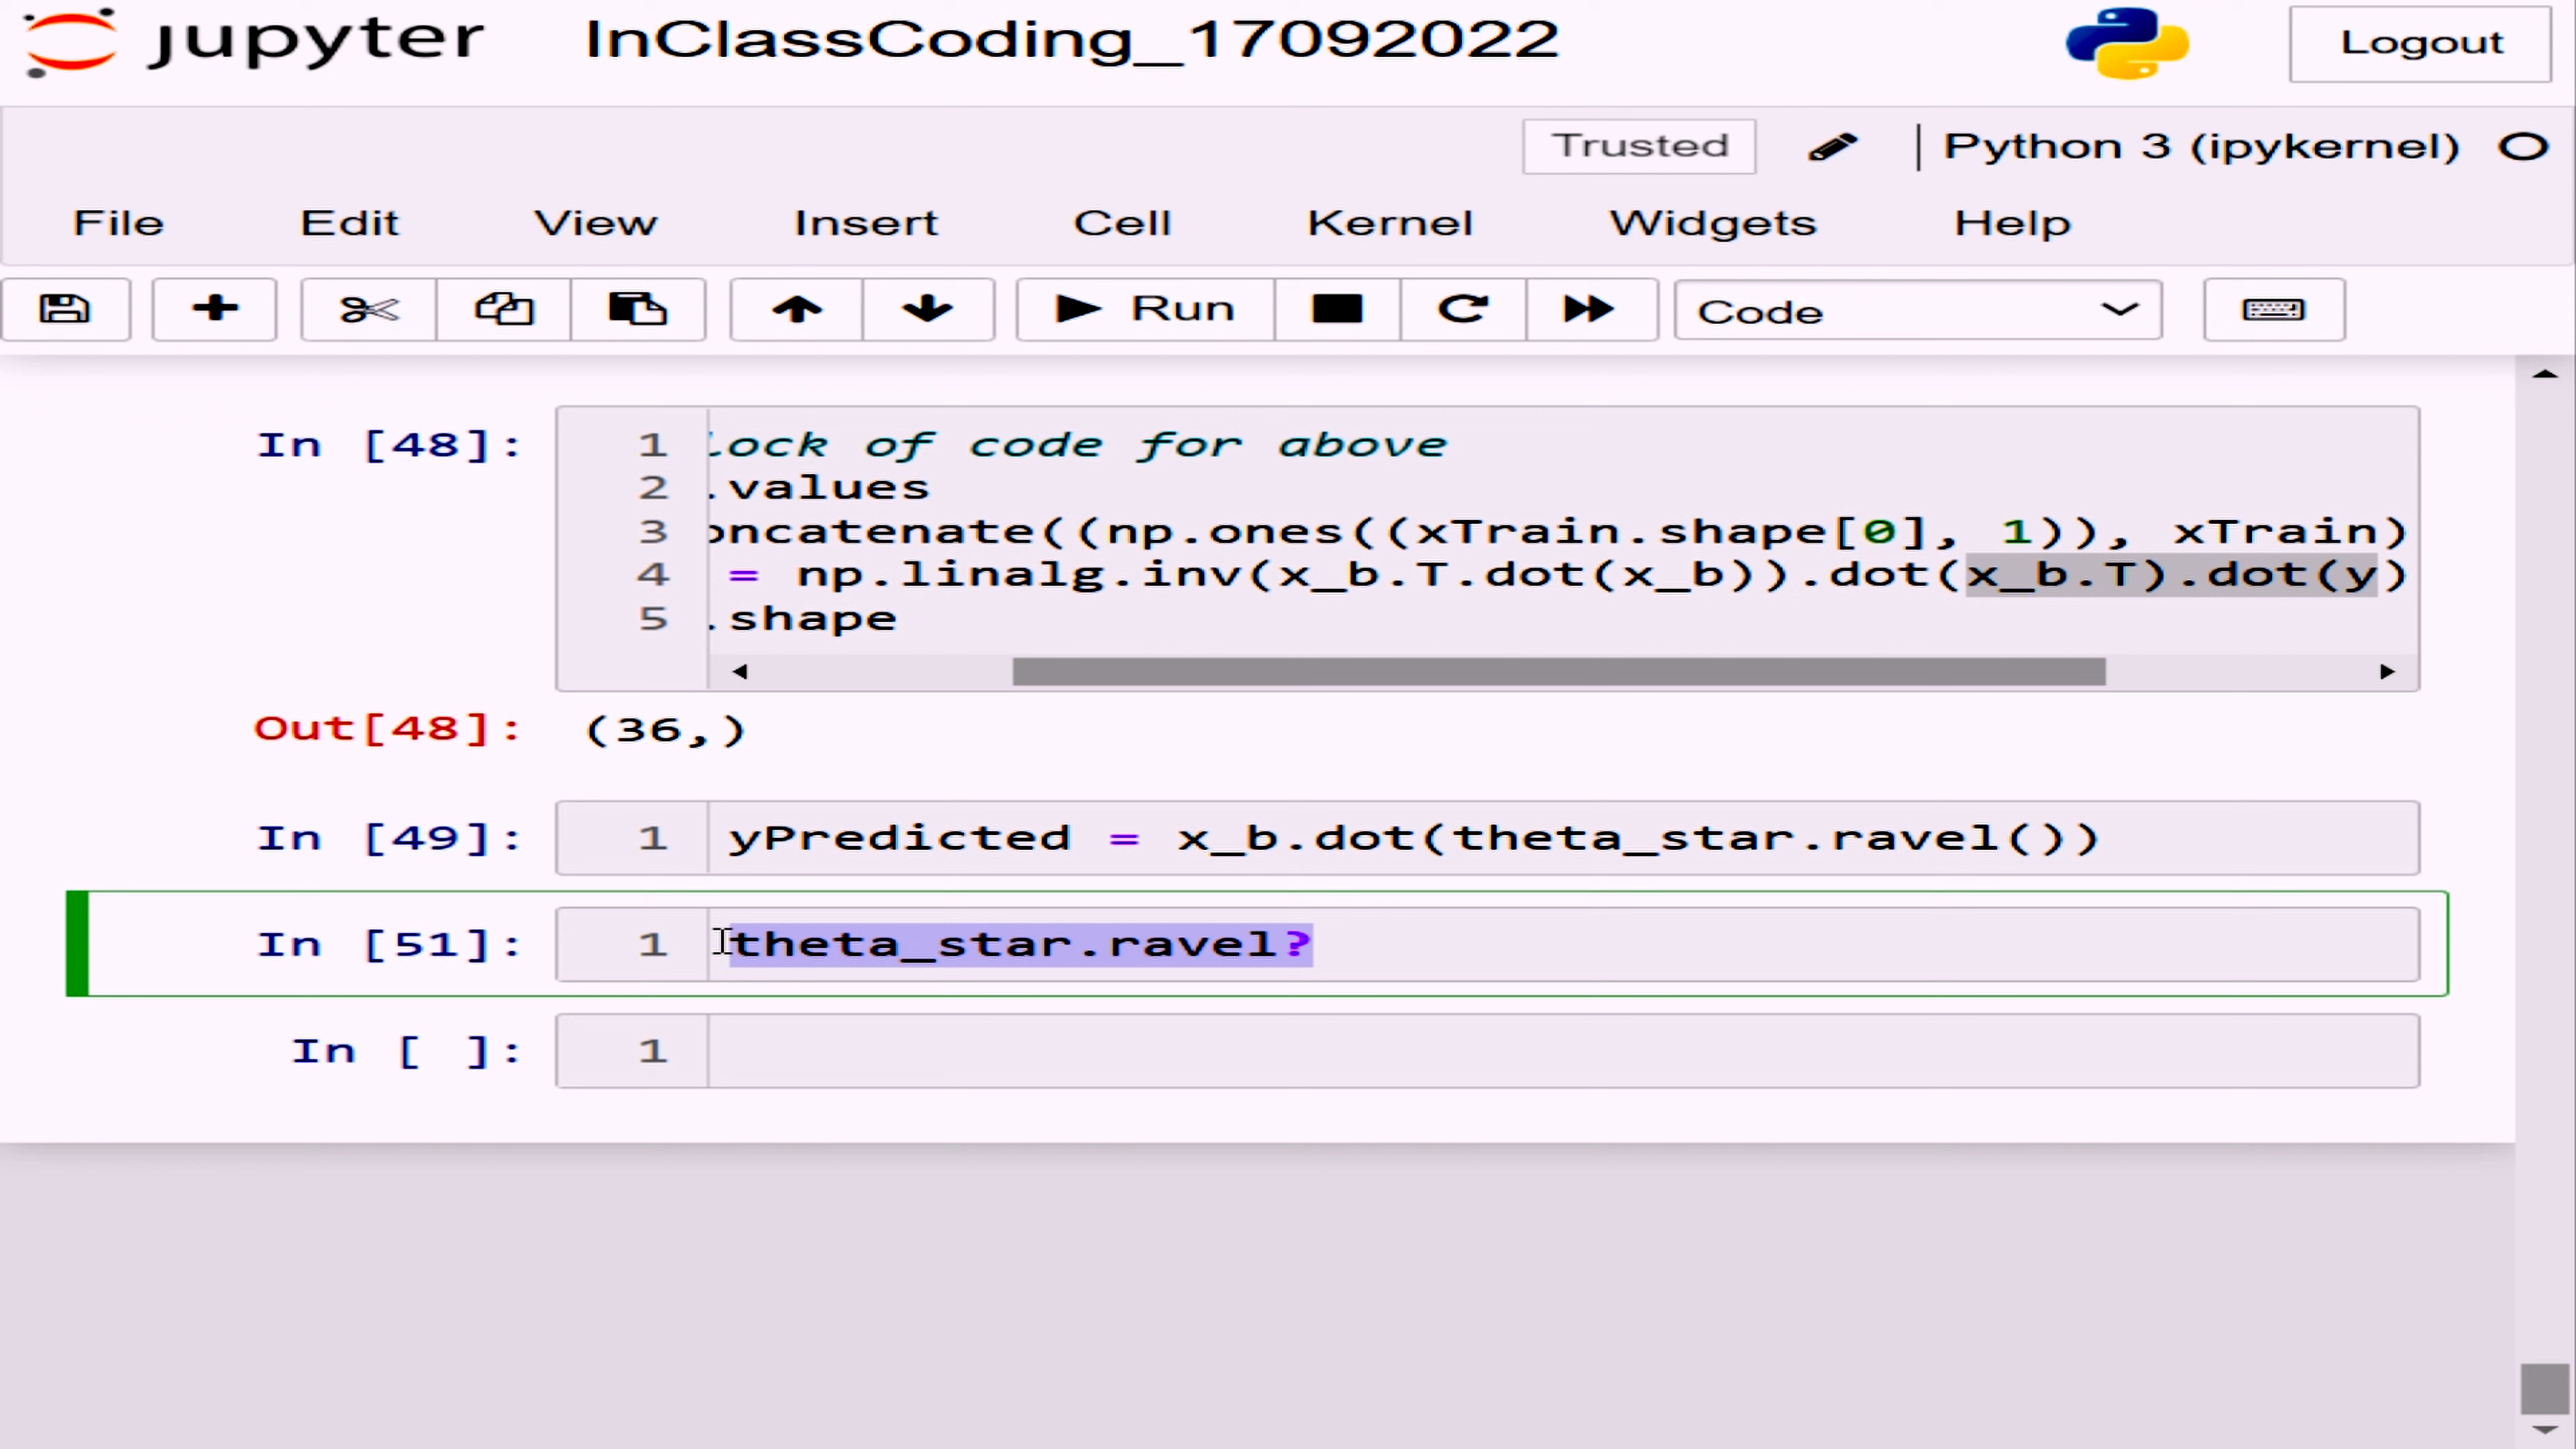 jupyter InClassCoding_17092022 Logout
Trusted Python 3 (ipykernel)
File Edit View Insert Cell Kernel Widgets Help
Run Code
In [48]: 1 lock of code for above
2 .values
3 oncatenate((np.ones((xTrain.shape[0], 1)), xTrain)
4 = np.linalg.inv(x_b.T.dot(x_b)).dot(x_b.T).dot(y)
5 .shape
Out[48]: (36,)
In [49]: 1 yPredicted = x_b.dot(theta_star.ravel())
In [51]: 1 theta_star.ravel?
In [ ]: 1